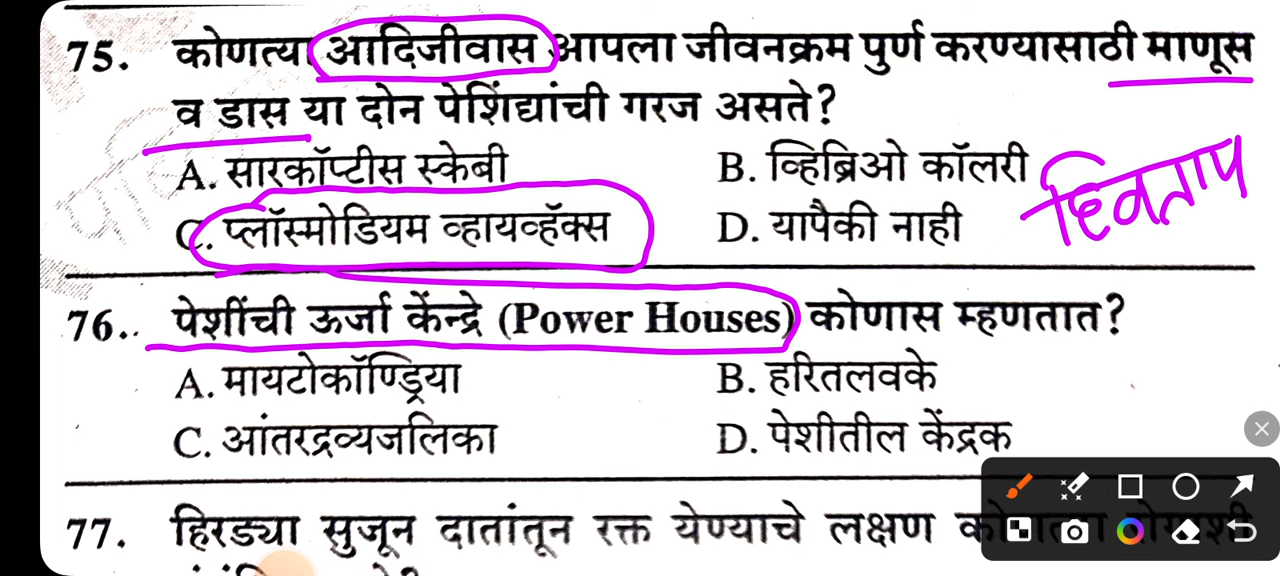 75. कोणत्या आदिजीवास आपला जीवनक्रम पुर्ण करण्यासाठी माणूस
व डास या दोन पेशिंद्यांची गरज असते?
A. सारकॉप्टीस स्केबी B. व्हिब्रिओ कॉलरी
C. प्लॉस्मोडियम व्हायव्हॅक्स D. यापैकी नाही
हिवताप
76.. पेशींची ऊर्जा केंन्द्रे (Power Houses) कोणास म्हणतात?
A. मायटोकॉण्ड्रिया B. हरितलवके
C. आंतरद्रव्यजलिका D. पेशीतील केंद्रक
77. हिरड्या सुजून दातांतून रक्त येण्याचे लक्षण